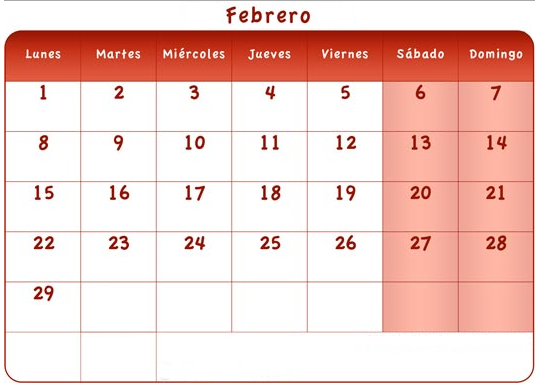 Febrero
Lunes Martes Miércoles Jueves Viernes Sábado Domingo
1 2 3 4 5 6 7
8 9 10 11 12 13 14
15 16 17 18 19 20 21
22 23 24 25 26 27 28
29